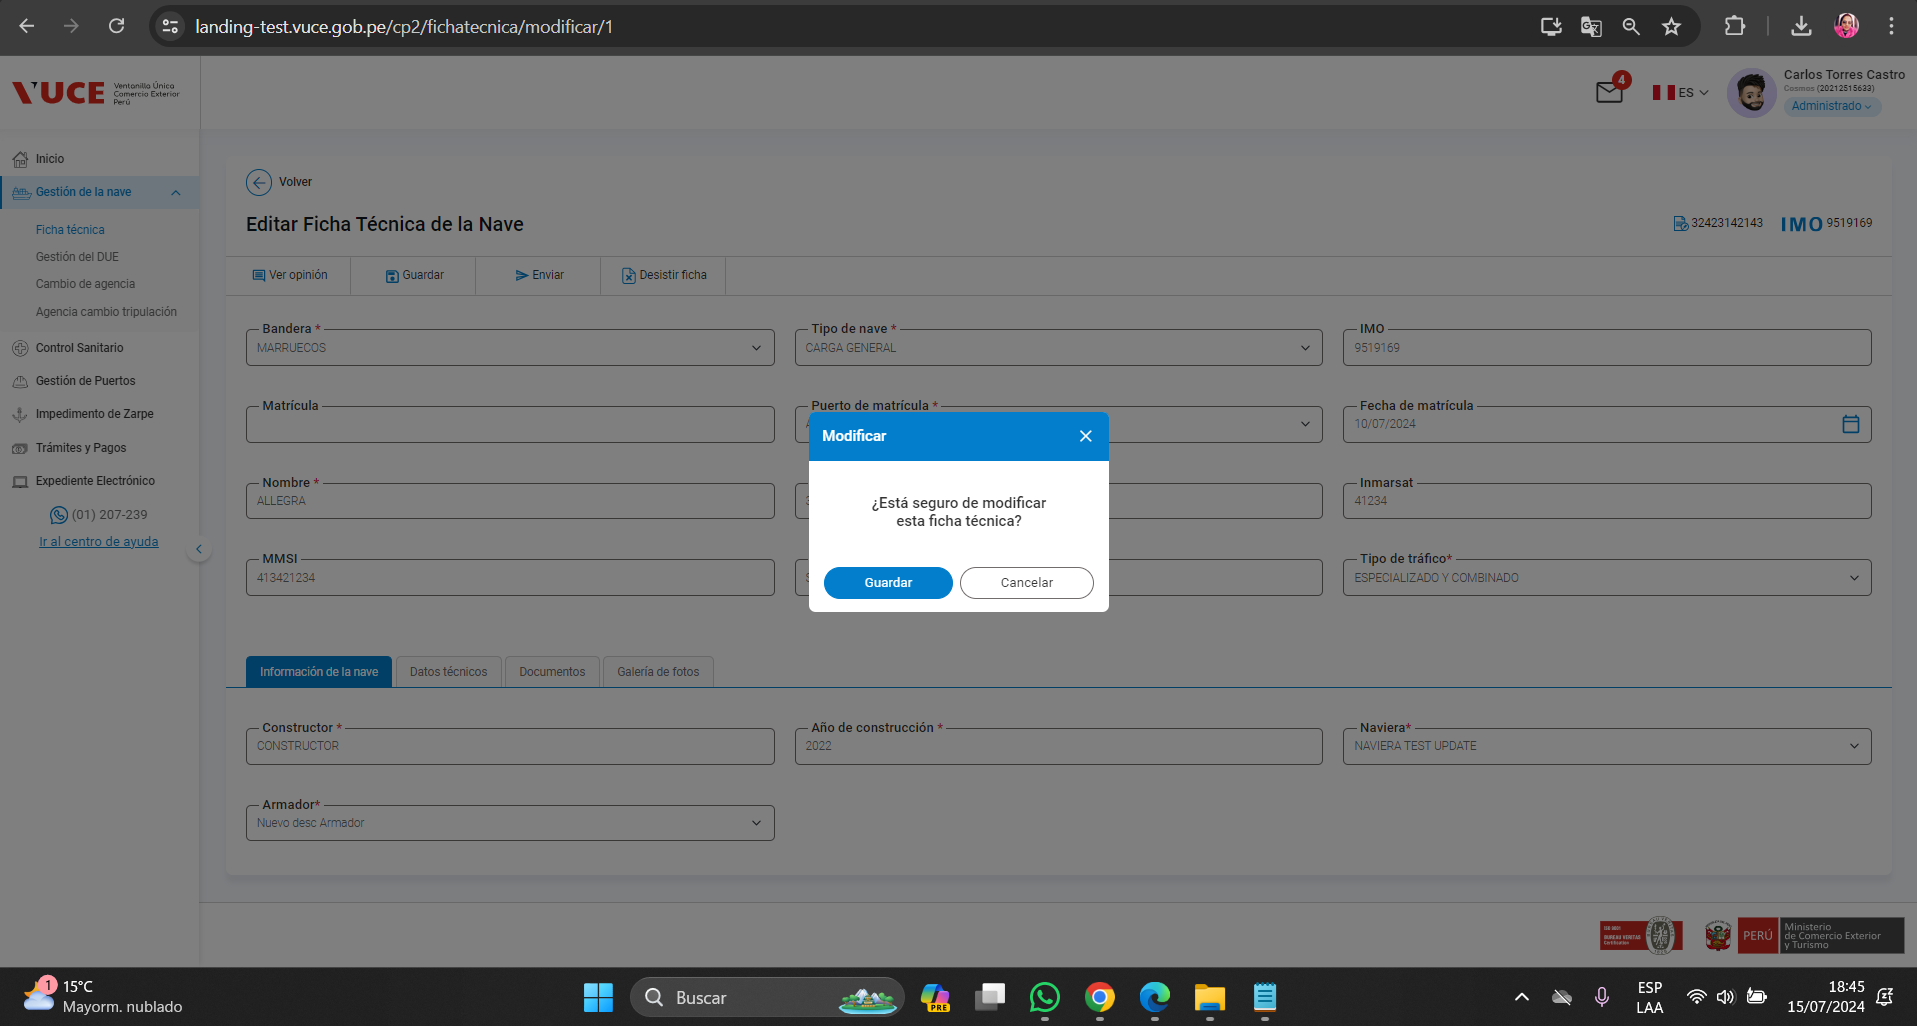 landing-test.vuce.gob.pe/cp2/fichatecnica/modificar/1
VUCE
Ventanilla Única
Comercio Exterior
Perú
4
ES
Carlos Torres Castro
Cosmos (20212515633)
Administrado
Inicio
Gestión de la nave
Ficha técnica
Gestión del DUE
Cambio de agencia
Agencia cambio tripulación
Control Sanitario
Gestión de Puertos
Impedimento de Zarpe
Trámites y Pagos
Expediente Electrónico
(01) 207-239
Ir al centro de ayuda
Volver
Editar Ficha Técnica de la Nave
32423142143
IMO 9519169
Ver opinión
Guardar
Enviar
Desistir ficha
Bandera *
MARRUECOS
Tipo de nave *
CARGA GENERAL
IMO
9519169
Matrícula
Puerto de matrícula *
Fecha de matrícula
10/07/2024
Nombre *
ALLEGRA
Inmarsat
41234
MMSI
413421234
Tipo de tráfico*
ESPECIALIZADO Y COMBINADO
Modificar
¿Está seguro de modificar
esta ficha técnica?
Guardar
Cancelar
Información de la nave
Datos técnicos
Documentos
Galería de fotos
Constructor *
CONSTRUCTOR
Año de construcción *
2022
Naviera*
NAVIERA TEST UPDATE
Armador*
Nuevo desc Armador
BUREAU VERITAS
Certification
PERÚ
Ministerio
de Comercio Exterior
y Turismo
1
15°C
Mayorm. nublado
Buscar
PRE
ESP
LAA
18:45
15/07/2024